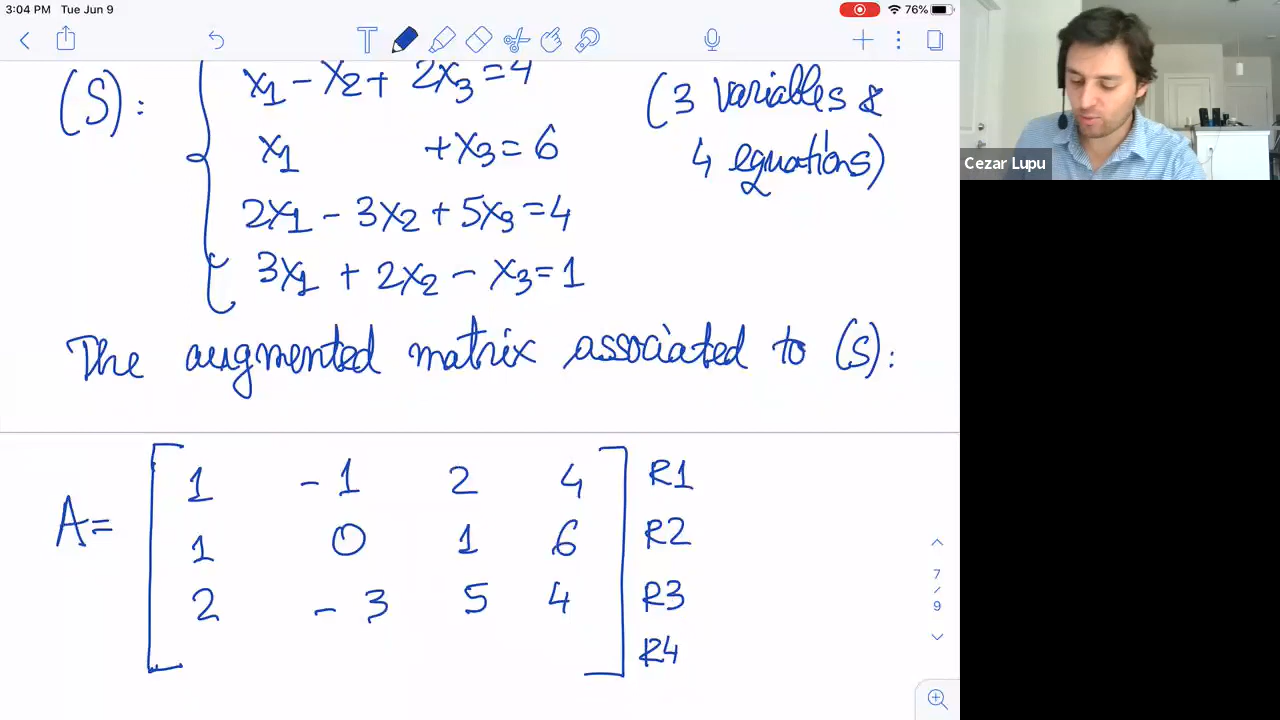 3:04 PM Tue Jun 9
76%
x1 - x2 + 2x3 = 4
(S):
(3 variables &
x1 + x3 = 6
4 equations)
2x1 - 3x2 + 5x3 = 4
3x1 + 2x2 - x3 = 1
The augmented matrix associated to (S):
A=
1 -1 2 4 R1
1 0 1 6 R2
2 -3 5 4 R3
R4
7
/
9
Cezar Lupu